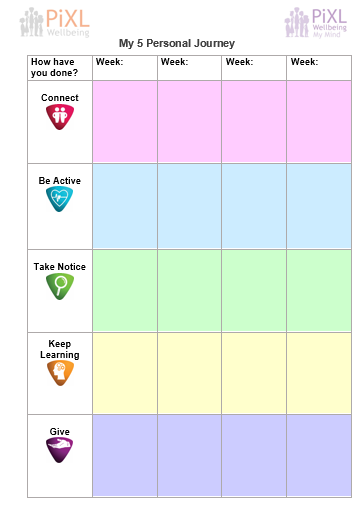 PiXL
Wellbeing
PiXL
Wellbeing
My Mind
My 5 Personal Journey
How have
you done?
Week:
Week:
Week:
Week:
Connect
Be Active
Take Notice
Keep
Learning
Give